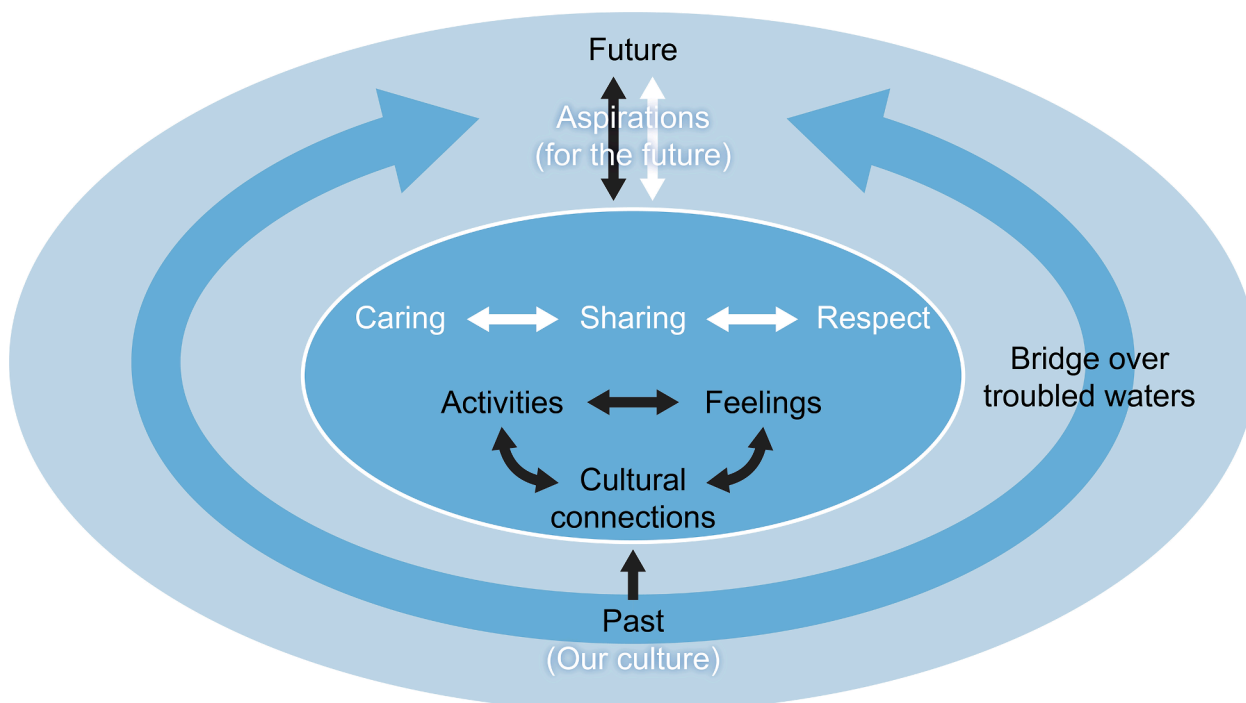 Future
Aspirations
(for the future)
Caring
Sharing
Respect
Bridge over
troubled waters
Activities
Feelings
Cultural
connections
Past
(Our culture)